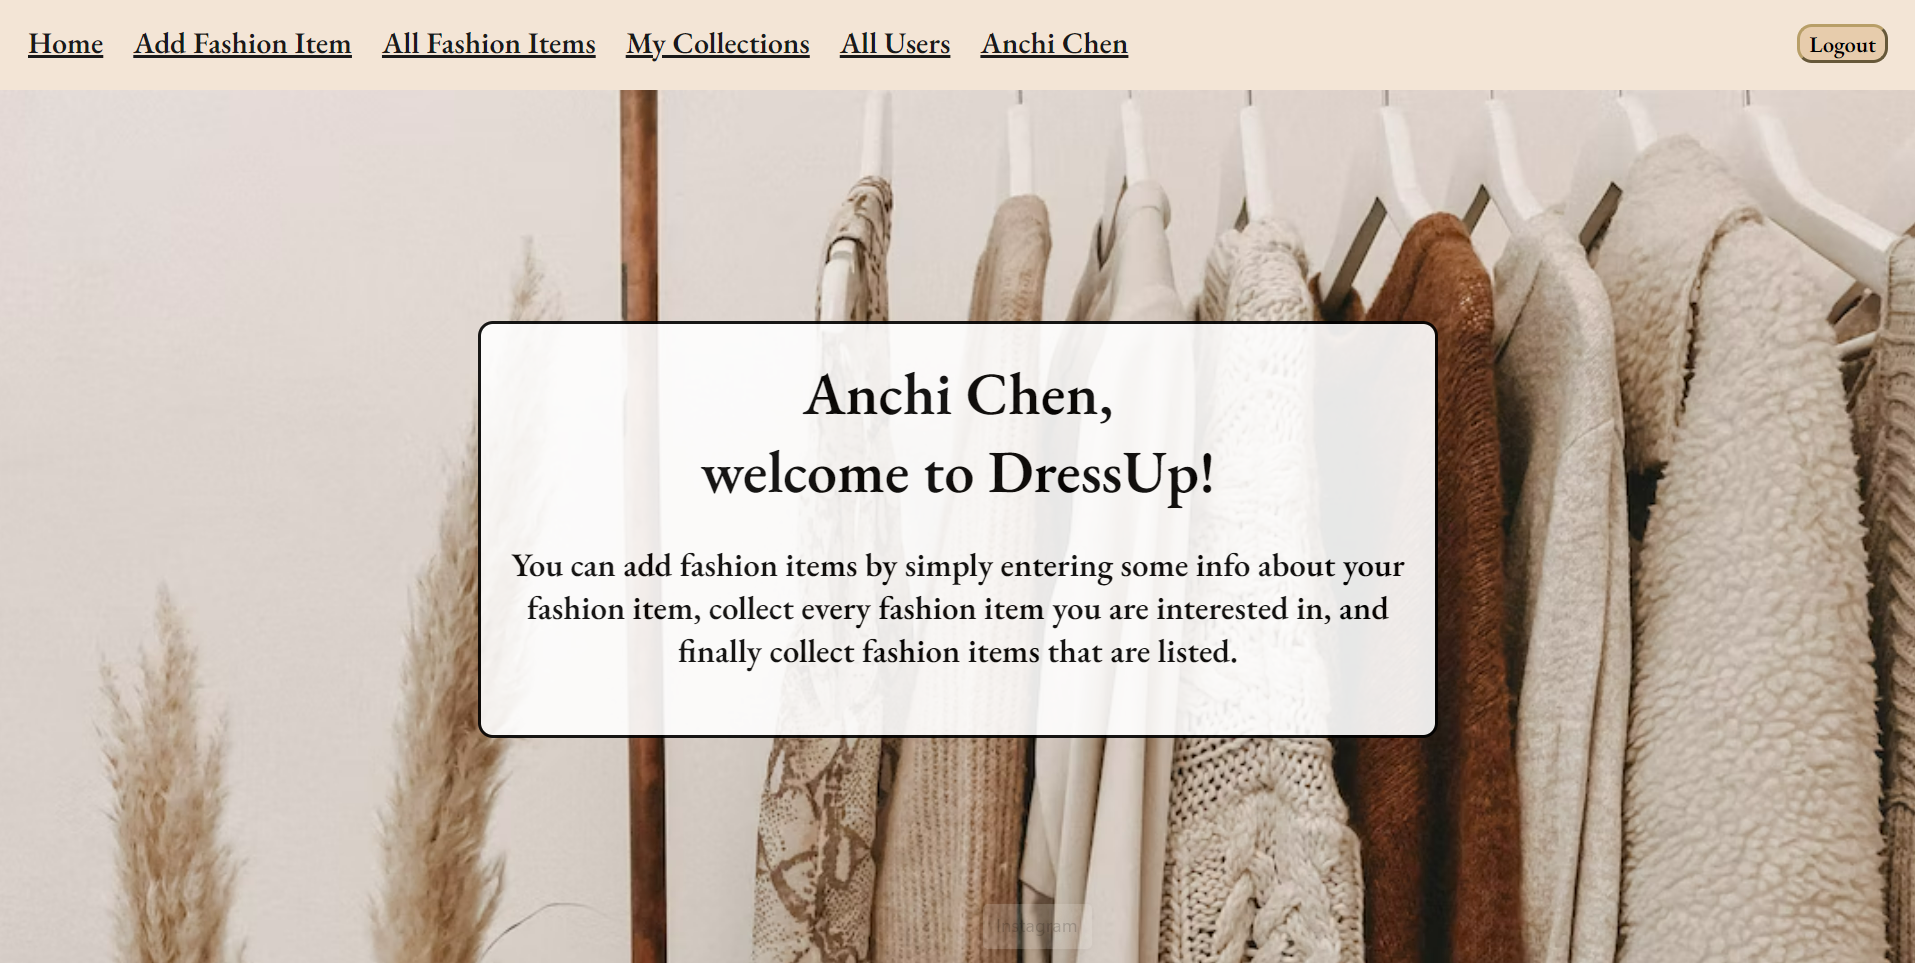 Home Add Fashion Item All Fashion Items My Collections All Users Anchi Chen Logout
Anchi Chen,
welcome to DressUp!
You can add fashion items by simply entering some info about your
fashion item, collect every fashion item you are interested in, and
finally collect fashion items that are listed.
Instagram